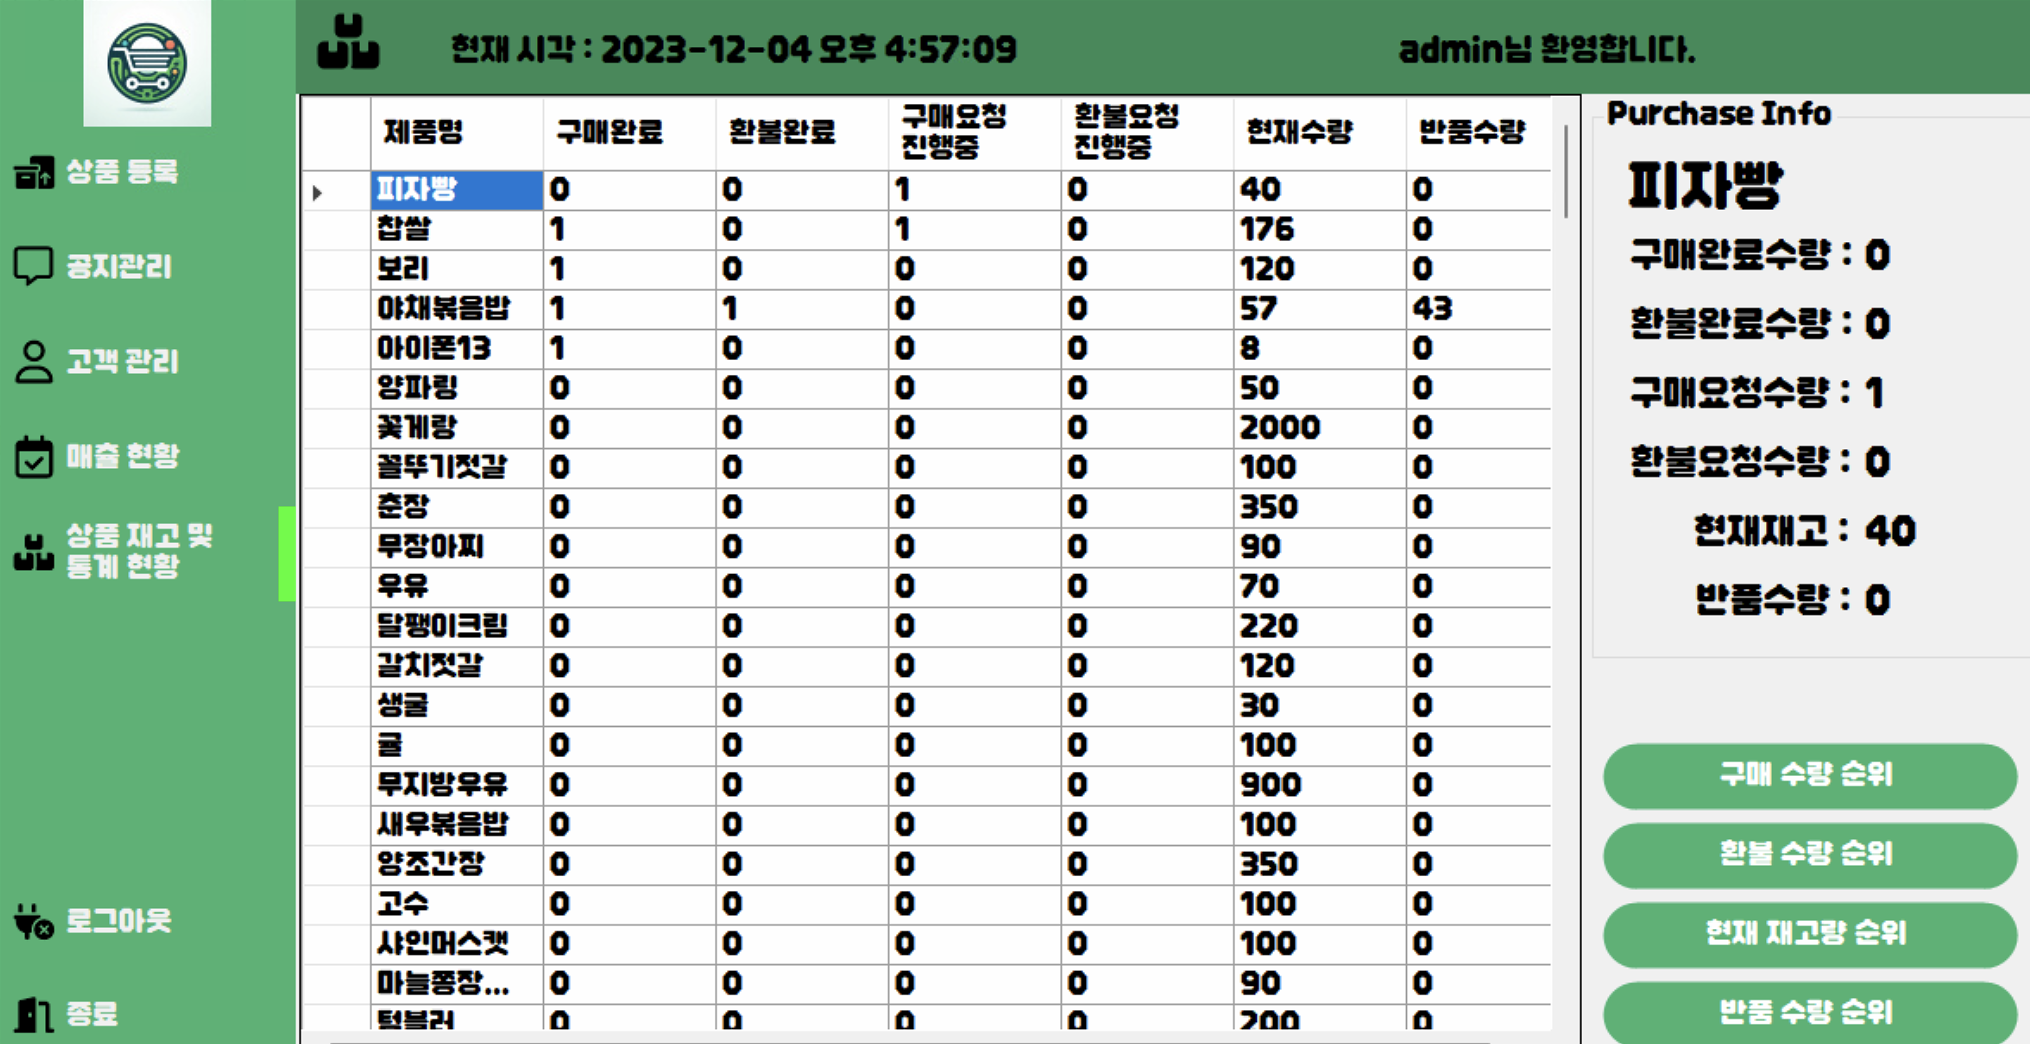 현재 시각 : 2023-12-04 오후 4:57:09
admin님 환영합니다.
상품 등록
공지관리
고객 관리
매출 현황
상품 재고 및
통계 현황
로그아웃
종료
제품명 구매완료 환불완료 구매요청 진행중 환불요청 진행중 현재수량 반품수량
피자빵 0 0 1 0 40 0
찹쌀 1 0 1 0 176 0
보리 1 0 0 0 120 0
야채볶음밥 1 1 0 0 57 43
아이폰13 1 0 0 0 8 0
양파링 0 0 0 0 50 0
꽃게랑 0 0 0 0 2000 0
꼴뚜기젓갈 0 0 0 0 100 0
춘장 0 0 0 0 350 0
무장아찌 0 0 0 0 90 0
우유 0 0 0 0 70 0
달팽이크림 0 0 0 0 220 0
갈치젓갈 0 0 0 0 120 0
생굴 0 0 0 0 30 0
귤 0 0 0 0 100 0
무지방우유 0 0 0 0 900 0
새우볶음밥 0 0 0 0 100 0
양조간장 0 0 0 0 350 0
고수 0 0 0 0 100 0
샤인머스캣 0 0 0 0 100 0
마늘쫑장... 0 0 0 0 90 0
텀블러 0 0 0 0 200 0
Purchase Info
피자빵
구매완료수량 : 0
환불완료수량 : 0
구매요청수량 : 1
환불요청수량 : 0
현재재고 : 40
반품수량 : 0
구매 수량 순위
환불 수량 순위
현재 재고량 순위
반품 수량 순위